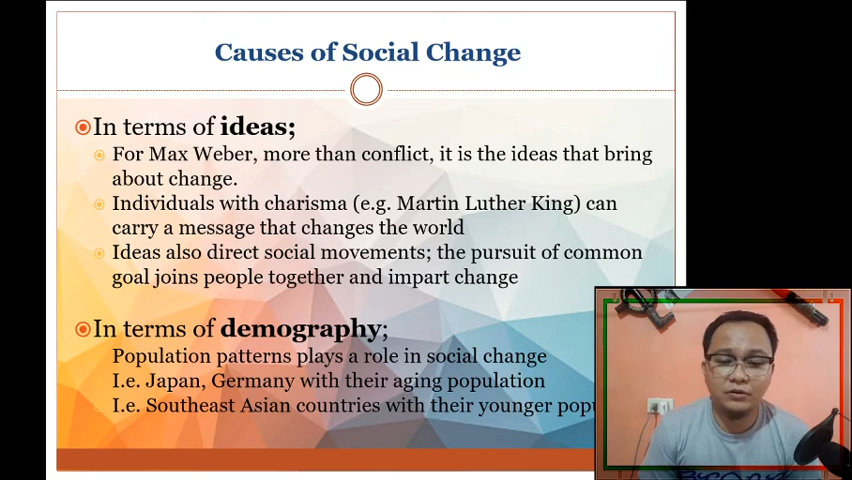 Causes of Social Change
In terms of ideas;
For Max Weber, more than conflict, it is the ideas that bring
about change.
Individuals with charisma (e.g. Martin Luther King) can
carry a message that changes the world
Ideas also direct social movements; the pursuit of common
goal joins people together and impart change
In terms of demography;
Population patterns plays a role in social change
I.e. Japan, Germany with their aging population
I.e. Southeast Asian countries with their younger